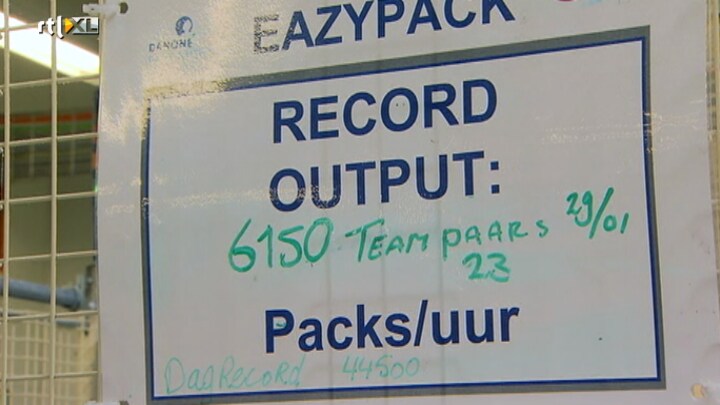 rtl XL
DANONE
EAZYPACK
RECORD
OUTPUT:
6150 TEAM PAARS 29/01
23
Packs/uur
DagRecord 44500